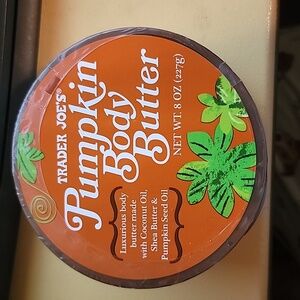 TRADER JOE'S®
Pumpkin
Body
Butter
NET WT. 8 OZ (227g)
Luxurious body
butter made
with Coconut Oil,
Shea Butter &
Pumpkin Seed Oil